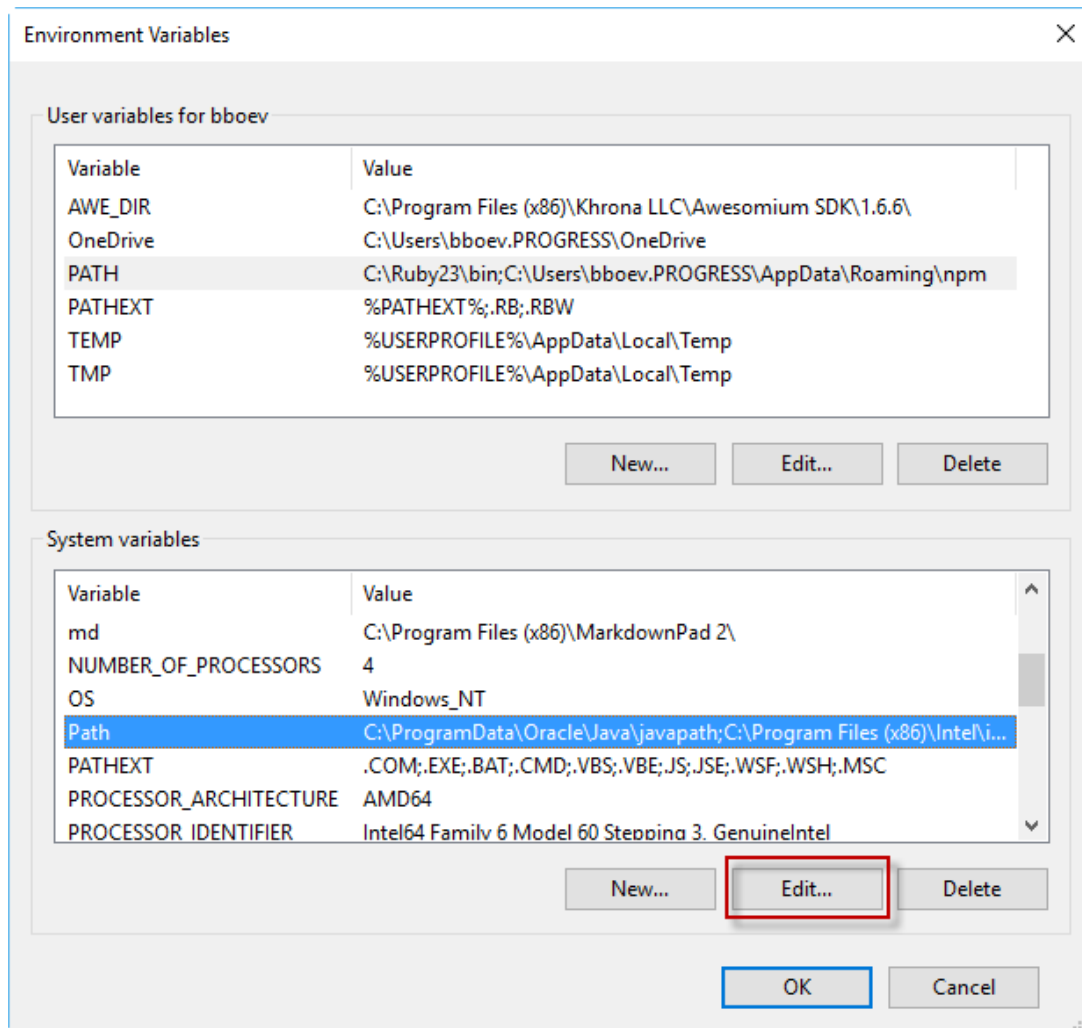 Environment Variables
User variables for bboev
Variable Value
AWE_DIR C:\Program Files (x86)\Khrona LLC\Awesomium SDK\1.6.6\
OneDrive C:\Users\bboev.PROGRESS\OneDrive
PATH C:\Ruby23\bin;C:\Users\bboev.PROGRESS\AppData\Roaming\npm
PATHEXT %PATHEXT%;.RB;.RBW
TEMP %USERPROFILE%\AppData\Local\Temp
TMP %USERPROFILE%\AppData\Local\Temp
New... Edit... Delete
System variables
Variable Value
md C:\Program Files (x86)\MarkdownPad 2\
NUMBER_OF_PROCESSORS 4
OS Windows_NT
Path C:\ProgramData\Oracle\Java\javapath;C:\Program Files (x86)\Intel\i...
PATHEXT .COM;.EXE;.BAT;.CMD;.VBS;.VBE;.JS;.JSE;.WSF;.WSH;.MSC
PROCESSOR_ARCHITECTURE AMD64
PROCESSOR_IDENTIFIER Intel64 Family 6 Model 60 Stepping 3, GenuineIntel
New... Edit... Delete
OK Cancel